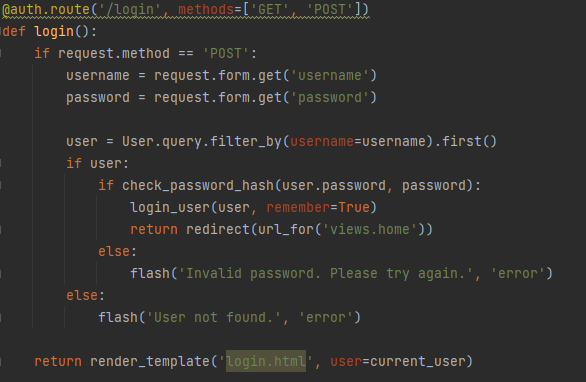 @auth.route('/login', methods=['GET', 'POST'])
def login():
    if request.method == 'POST':
        username = request.form.get('username')
        password = request.form.get('password')

        user = User.query.filter_by(username=username).first()
        if user:
            if check_password_hash(user.password, password):
                login_user(user, remember=True)
                return redirect(url_for('views.home'))
            else:
                flash('Invalid password. Please try again.', 'error')
        else:
            flash('User not found.', 'error')

    return render_template('login.html', user=current_user)